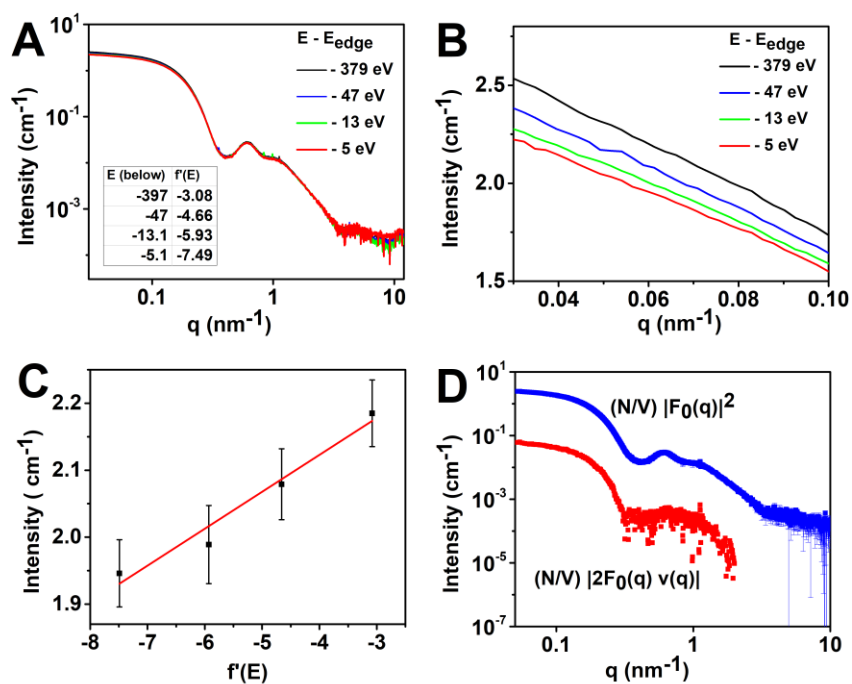 A
Intensity (cm-1)
10^1
10^-1
10^-3
0.1
1
10
q (nm-1)
E - Eedge
- 379 eV
- 47 eV
- 13 eV
- 5 eV
E (below) f'(E)
-397 -3.08
-47 -4.66
-13.1 -5.93
-5.1 -7.49
B
Intensity (cm-1)
2.5
2.0
1.5
0.04
0.06
0.08
0.10
q (nm-1)
E - Eedge
- 379 eV
- 47 eV
- 13 eV
- 5 eV
C
Intensity ( cm-1)
2.2
2.1
2.0
1.9
-8
-7
-6
-5
-4
-3
f'(E)
D
Intensity (cm-1)
10^1
10^-1
10^-3
10^-5
10^-7
(N/V) |F0(q)|^2
(N/V) |2F0(q) v(q)|
0.1
1
10
q (nm-1)